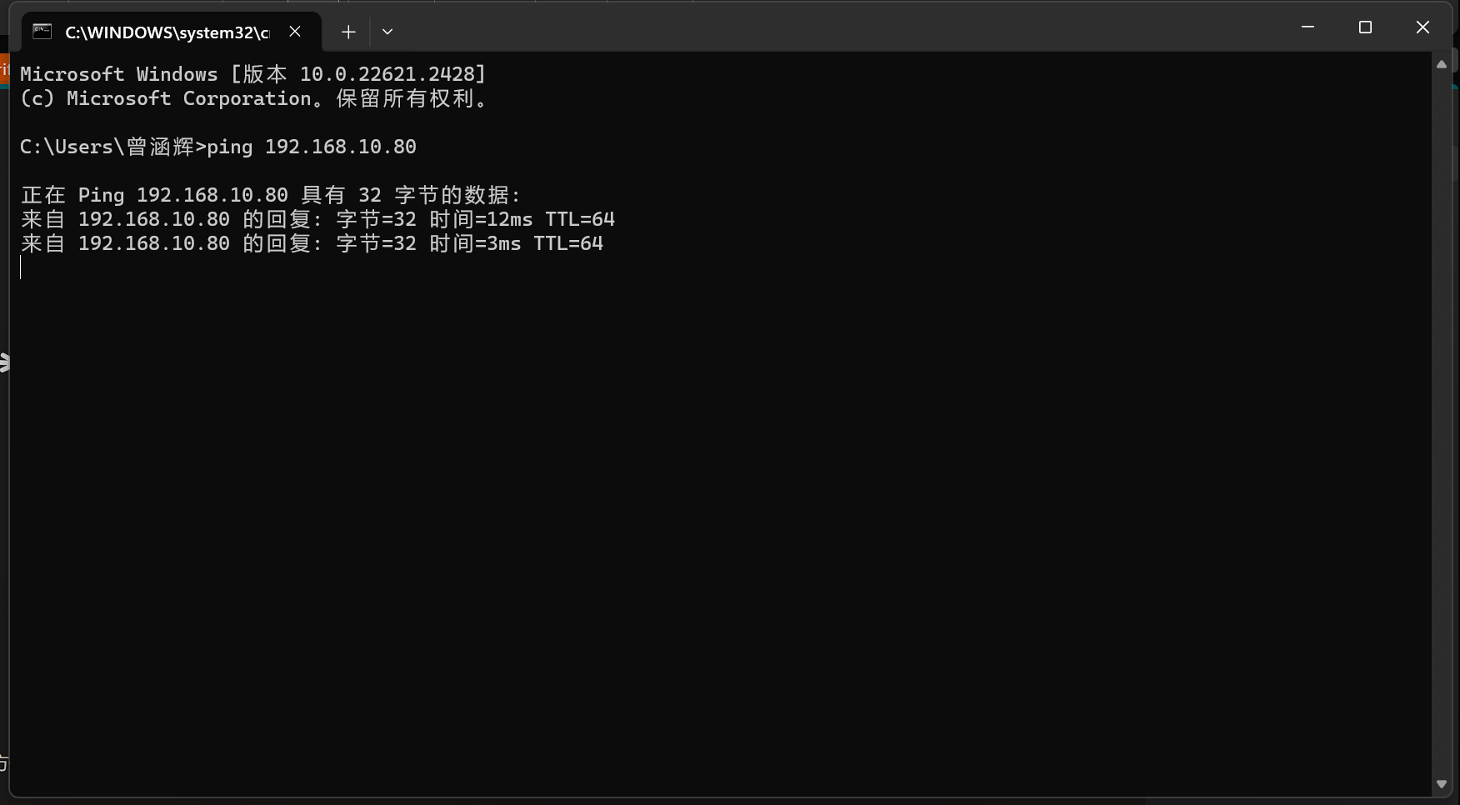 C:\WINDOWS\system32\c
Microsoft Windows [版本 10.0.22621.2428]
(c) Microsoft Corporation。保留所有权利。
C:\Users\曾涵辉>ping 192.168.10.80
正在 Ping 192.168.10.80 具有 32 字节的数据:
来自 192.168.10.80 的回复: 字节=32 时间=12ms TTL=64
来自 192.168.10.80 的回复: 字节=32 时间=3ms TTL=64